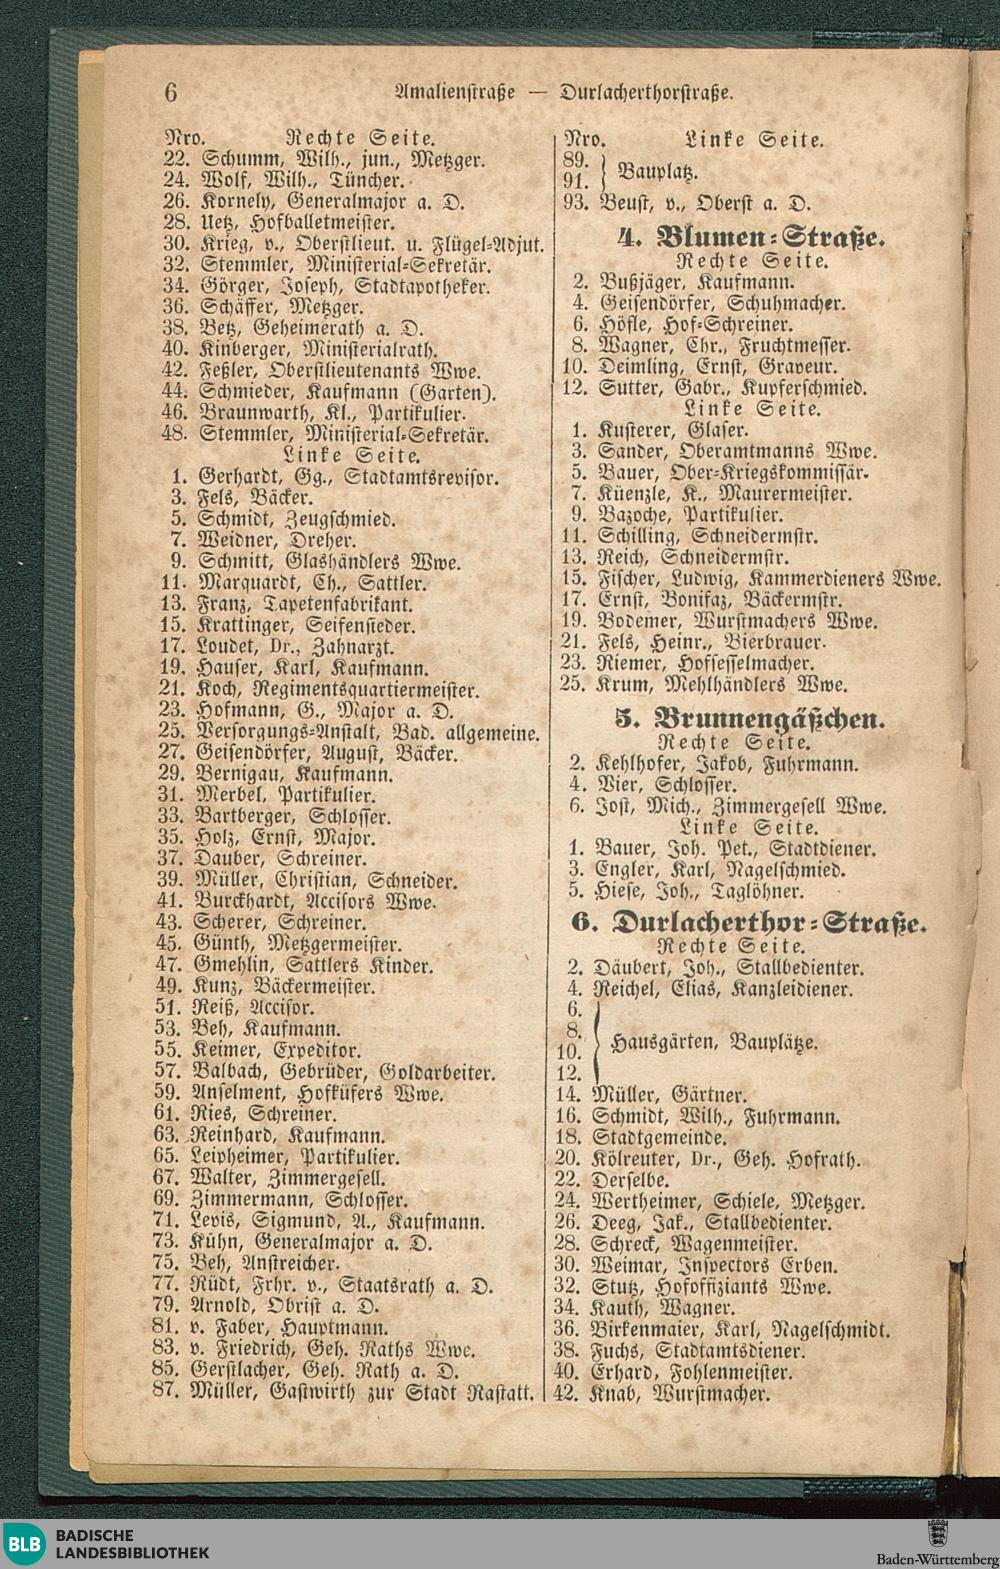 6 Amalienstraße — Durlacherthorstraße.
Nro. Rechte Seite.
22. Schumm, Wilh., jun., Metzger.
24. Wolf, Wilh., Tüncher.
26. Kornely, Generalmajor a. D.
28. Uetz, Hofballetmeister.
30. Krieg, v., Oberstlieut. u. Flügel-Adjut.
32. Stemmler, Ministerial-Sekretär.
34. Görger, Joseph, Stadtapotheker.
36. Schäffer, Metzger.
38. Betz, Geheimerath a. D.
40. Kinberger, Ministerialrath.
42. Feßler, Oberstlieutenants Wwe.
44. Schmieder, Kaufmann (Garten).
46. Braunwarth, Kl., Partikulier.
48. Stemmler, Ministerial-Sekretär.
Linke Seite.
1. Gerhardt, Gg., Stadtamtsrevisor.
3. Fels, Bäcker.
5. Schmidt, Zeugschmied.
7. Weidner, Dreher.
9. Schmitt, Glashändlers Wwe.
11. Marquardt, Ch., Sattler.
13. Franz, Tapetenfabrikant.
15. Krattinger, Seifensieder.
17. Loudet, Dr., Zahnarzt.
19. Hauser, Karl, Kaufmann.
21. Koch, Regimentsquartiermeister.
23. Hofmann, G., Major a. D.
25. Versorgungs-Anstalt, Bad. allgemeine.
27. Geisendörfer, August, Bäcker.
29. Bernigau, Kaufmann.
31. Merbel, Partikulier.
33. Bartberger, Schlosser.
35. Holz, Ernst, Major.
37. Dauber, Schreiner.
39. Müller, Christian, Schneider.
41. Burckhardt, Accisors Wwe.
43. Scherer, Schreiner.
45. Günth, Metzgermeister.
47. Gmehlin, Sattlers Kinder.
49. Kunz, Bäckermeister.
51. Reiß, Accisor.
53. Beh, Kaufmann.
55. Keimer, Expeditor.
57. Balbach, Gebrüder, Goldarbeiter.
59. Anselment, Hofküfers Wwe.
61. Ries, Schreiner.
63. Reinhard, Kaufmann.
65. Leipheimer, Partikulier.
67. Walter, Zimmergesell.
69. Zimmermann, Schlosser.
71. Levis, Sigmund, A., Kaufmann.
73. Kühn, Generalmajor a. D.
75. Beh, Anstreicher.
77. Rüdt, Frhr. v., Staatsrath a. D.
79. Arnold, Obrist a. D.
81. v. Faber, Hauptmann.
83. v. Friedrich, Geh. Raths Wwe.
85. Gerstlacher, Geh. Rath a. D.
87. Müller, Gastwirth zur Stadt Rastatt.
Nro. Linke Seite.
89.
91. Bauplatz.
93. Beust, v., Oberst a. D.
4. Blumen-Straße.
Rechte Seite.
2. Bußjäger, Kaufmann.
4. Geisendörfer, Schuhmacher.
6. Höfle, Hof-Schreiner.
8. Wagner, Chr., Fruchtmesser.
10. Deimling, Ernst, Graveur.
12. Sutter, Gabr., Kupferschmied.
Linke Seite.
1. Kusterer, Glaser.
3. Sander, Oberamtmanns Wwe.
5. Bauer, Ober-Kriegskommissär.
7. Küenzle, K., Maurermeister.
9. Bazoche, Partikulier.
11. Schilling, Schneidermstr.
13. Reich, Schneidermstr.
15. Fischer, Ludwig, Kammerdieners Wwe.
17. Ernst, Bonifaz, Bäckermstr.
19. Bodemer, Wurstmachers Wwe.
21. Fels, Heinr., Bierbrauer.
23. Riemer, Hofsesselmacher.
25. Krum, Mehlhändlers Wwe.
5. Brunnengäßchen.
Rechte Seite.
2. Kehlhofer, Jakob, Fuhrmann.
4. Vier, Schlosser.
6. Jost, Mich., Zimmergesell Wwe.
Linke Seite.
1. Bauer, Joh. Pet., Stadtdiener.
3. Engler, Karl, Nagelschmied.
5. Hiese, Joh., Taglöhner.
6. Durlacherthor-Straße.
Rechte Seite.
2. Däubert, Joh., Stallbedienter.
4. Reichel, Elias, Kanzleidiener.
6.
8.
10. Hausgärten, Bauplätze.
12.
14. Müller, Gärtner.
16. Schmidt, Wilh., Fuhrmann.
18. Stadtgemeinde.
20. Kölreuter, Dr., Geh. Hofrath.
22. Derselbe.
24. Wertheimer, Schiele, Metzger.
26. Deeg, Jak., Stallbedienter.
28. Schreck, Wagenmeister.
30. Weimar, Inspectors Erben.
32. Stutz, Hofoffiziants Wwe.
34. Kauth, Wagner.
36. Birkenmaier, Karl, Nagelschmidt.
38. Fuchs, Stadtamtsdiener.
40. Erhard, Fohlenmeister.
42. Knab, Wurstmacher.
BLB BADISCHE
LANDESBIBLIOTHEK
Baden-Württemberg